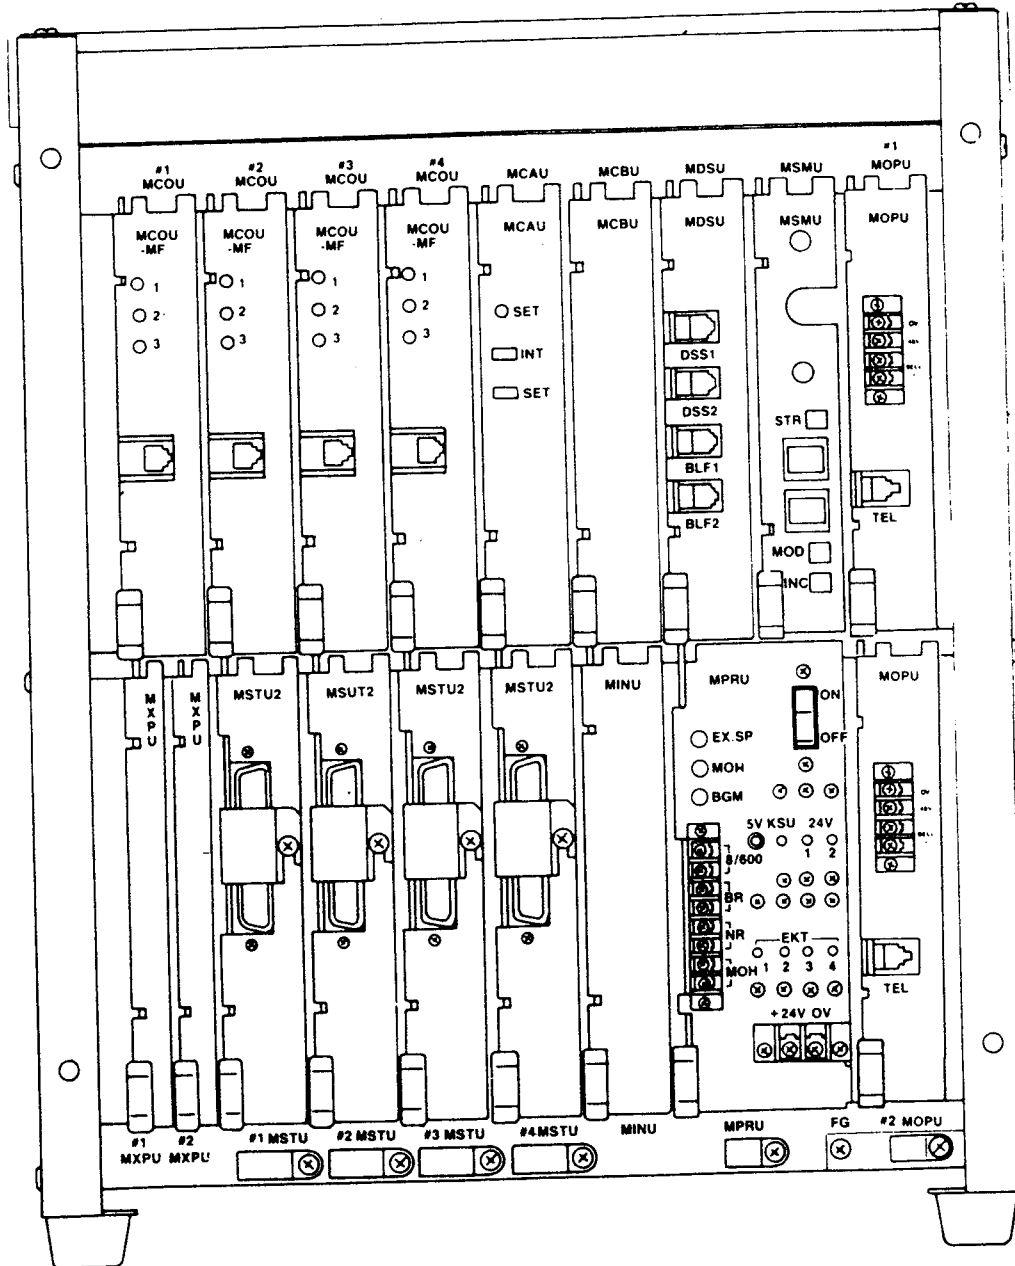 #1 MCOU
#2 MCOU
#3 MCOU
#4 MCOU
MCAU
MCBU
MDSU
MSMU
#1 MOPU
MCOU
-MF
1
2
3
MCOU
-MF
1
2
3
MCOU
-MF
1
2
3
MCOU
-MF
1
2
3
MCAU
SET
INT
SET
MCBU
MDSU
DSS1
DSS2
BLF1
BLF2
MSMU
STR
MOD
INC
MOPU
0V
TEL
MXPU
MXPU
MSTU2
MSUT2
MSTU2
MSTU2
MINU
MPRU
ON
OFF
EX.SP
MOH
BGM
5V KSU 24V
1 2
8/600
BR
NR
MOH
EKT
1 2 3 4
+24V OV
MOPU
0V
TEL
#1 MXPU
#2 MXPU
#1 MSTU
#2 MSTU
#3 MSTU
#4 MSTU
MINU
MPRU
FG
#2 MOPU